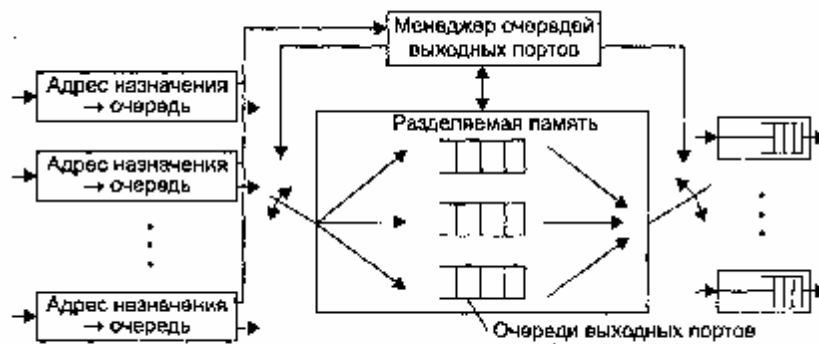 Менеджер очередей
выходных портов
Адрес назначения
→ очередь
Разделяемая память
Адрес назначения
→ очередь
Адрес назначения
→ очередь
Очереди выходных портов